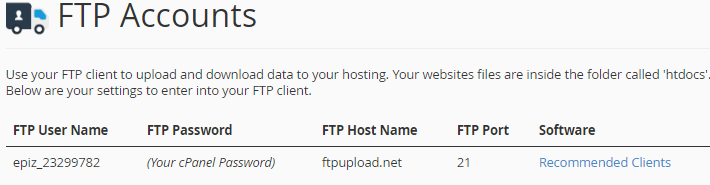 FTP Accounts
Use your FTP client to upload and download data to your hosting. Your websites files are inside the folder called 'htdocs'.
Below are your settings to enter into your FTP client.
FTP User Name FTP Password FTP Host Name FTP Port Software
epiz_23299782 (Your cPanel Password) ftpupload.net 21 Recommended Clients